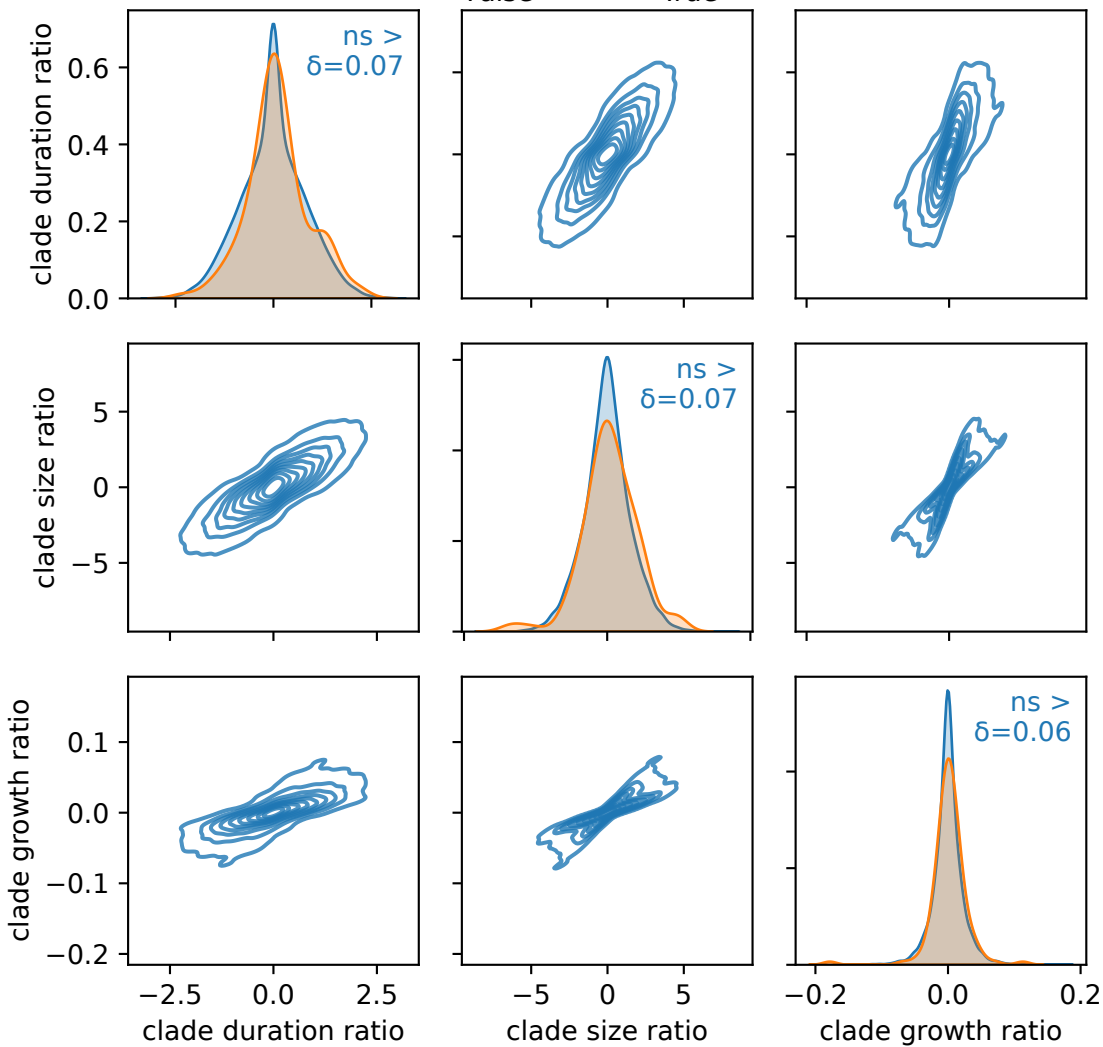 clade duration ratio
0.6
0.4
0.2
0.0
ns >
δ=0.07
clade size ratio
5
0
−5
ns >
δ=0.07
clade growth ratio
0.1
0.0
−0.1
−0.2
ns >
δ=0.06
−2.5 0.0 2.5
−5 0 5
−0.2 0.0 0.2
clade duration ratio
clade size ratio
clade growth ratio